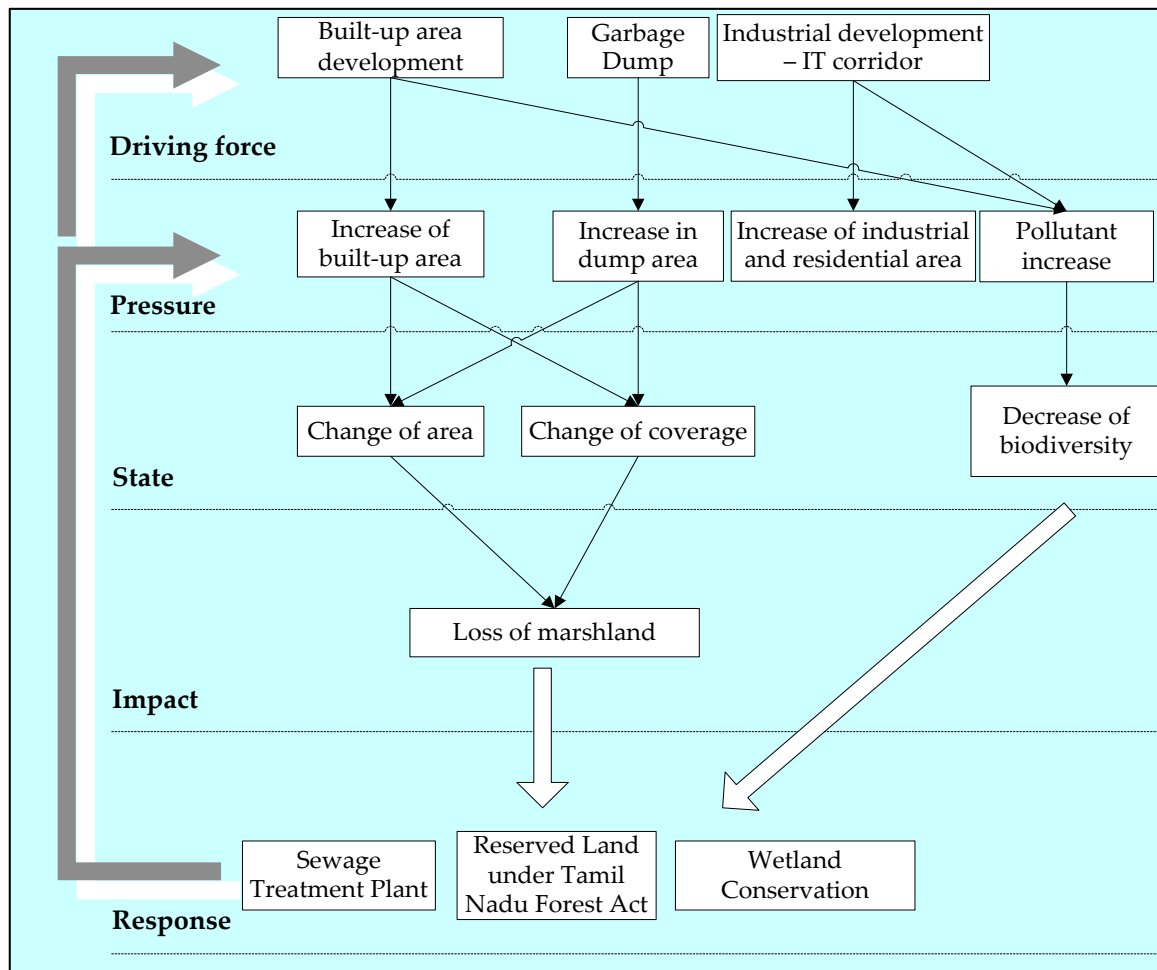 Built-up area
development
Garbage
Dump
Industrial development
– IT corridor
Driving force
Increase of
built-up area
Increase in
dump area
Increase of industrial
and residential area
Pollutant
increase
Pressure
Change of area
Change of coverage
Decrease of
biodiversity
State
Loss of marshland
Impact
Sewage
Treatment Plant
Reserved Land
under Tamil
Nadu Forest Act
Wetland
Conservation
Response